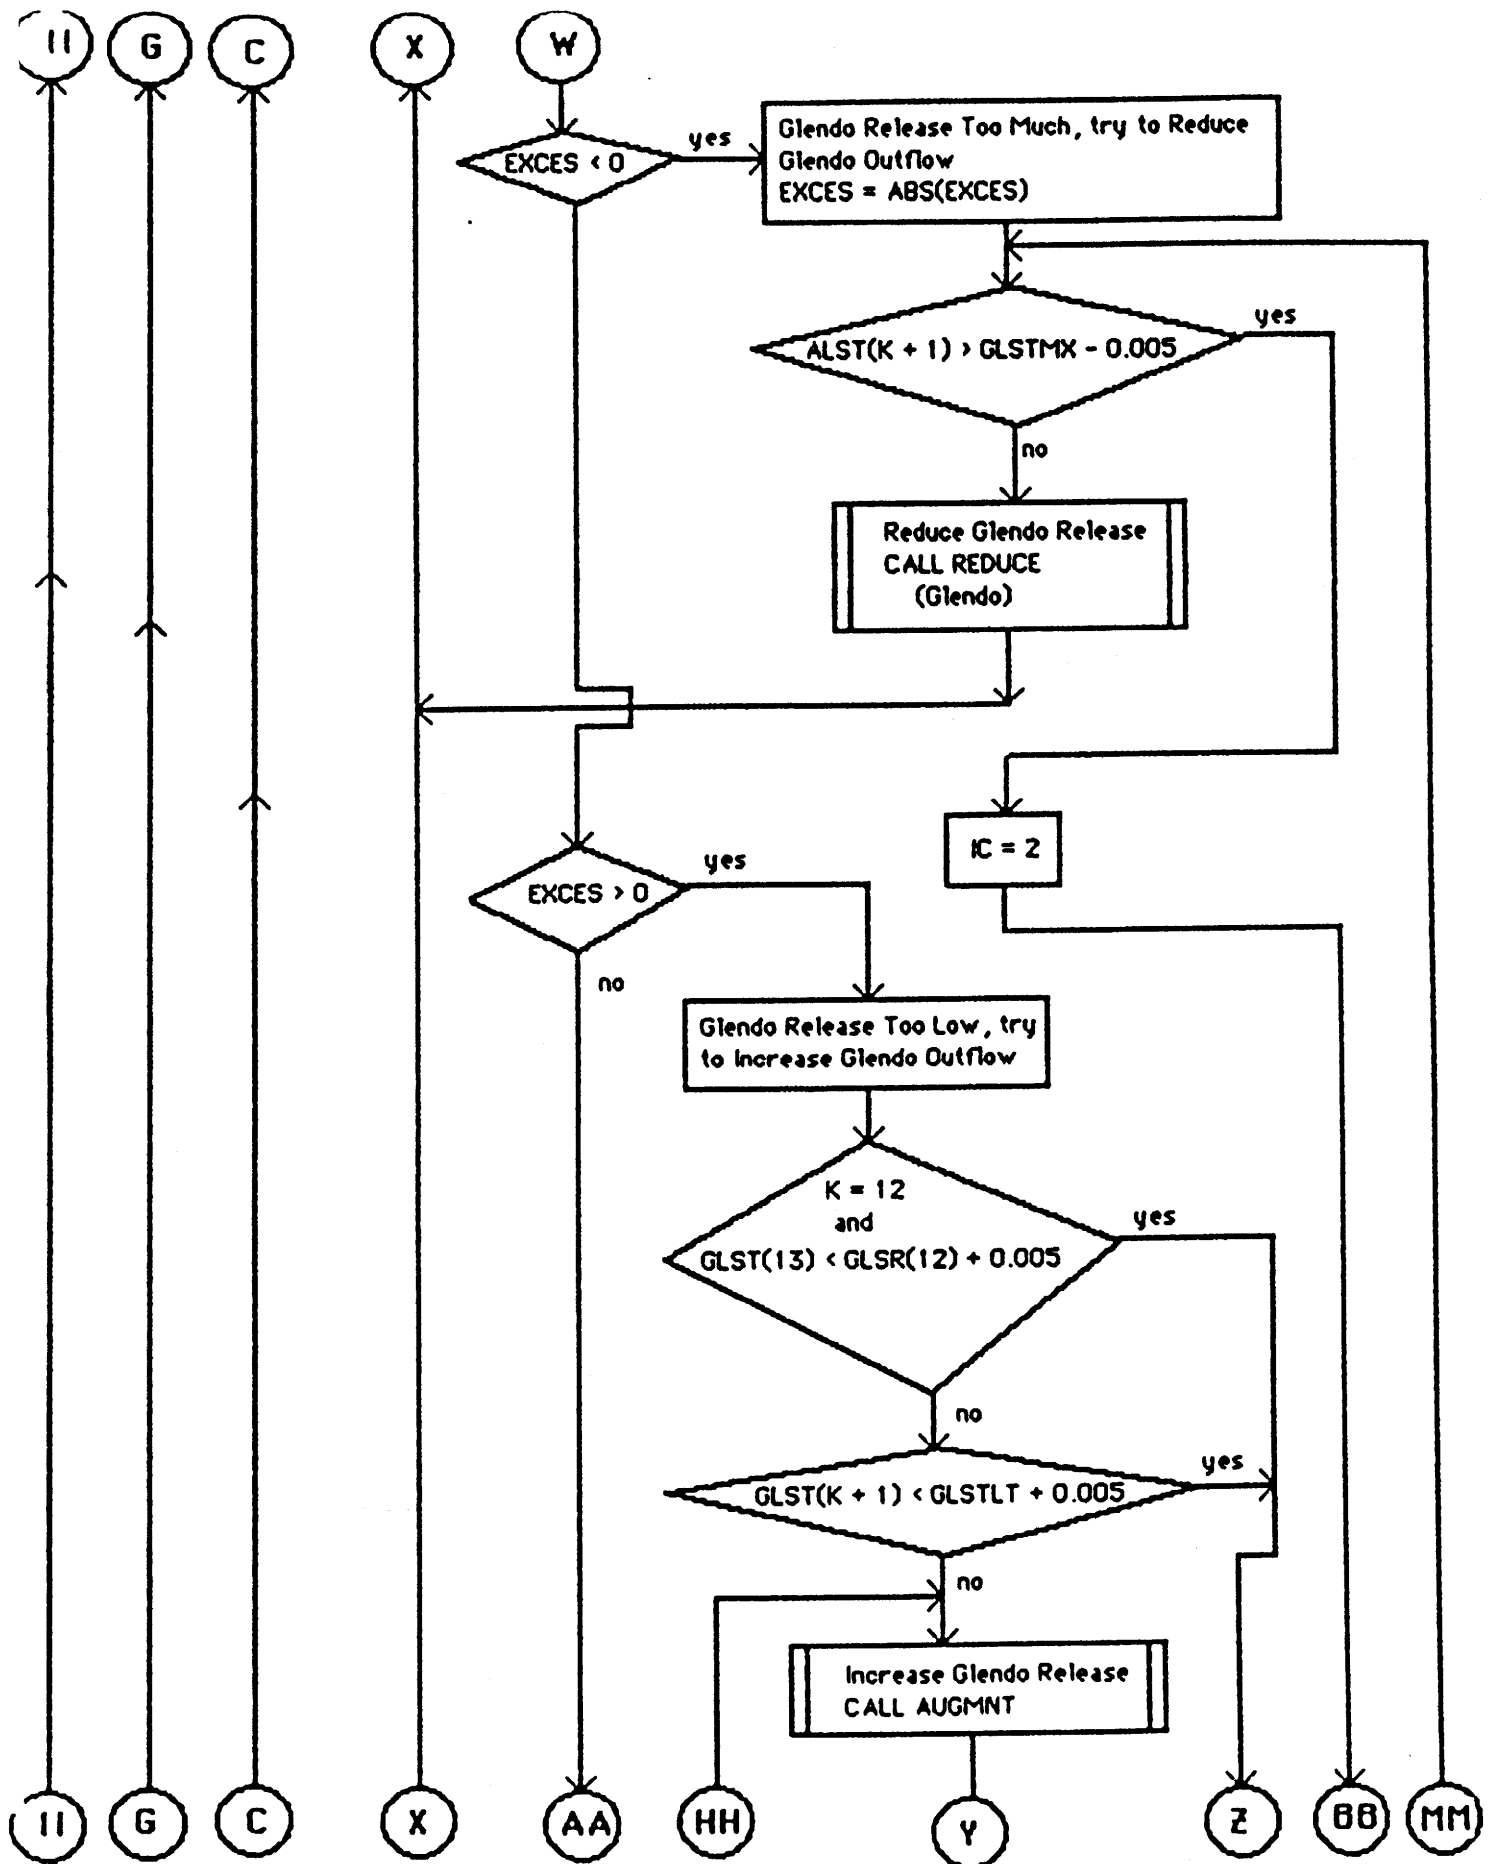 II
G
C
X
W
EXCES < 0
yes
Glendo Release Too Much, try to Reduce
Glendo Outflow
EXCES = ABS(EXCES)
ALST(K + 1) > GLSTMX - 0.005
yes
no
Reduce Glendo Release
CALL REDUCE
(Glendo)
IC = 2
EXCES > 0
yes
no
Glendo Release Too Low, try
to Increase Glendo Outflow
K = 12
and
GLST(13) < GLSR(12) + 0.005
yes
no
GLST(K + 1) < GLSTLT + 0.005
yes
no
Increase Glendo Release
CALL AUGMNT
II
G
C
X
AA
HH
Y
Z
BB
MM